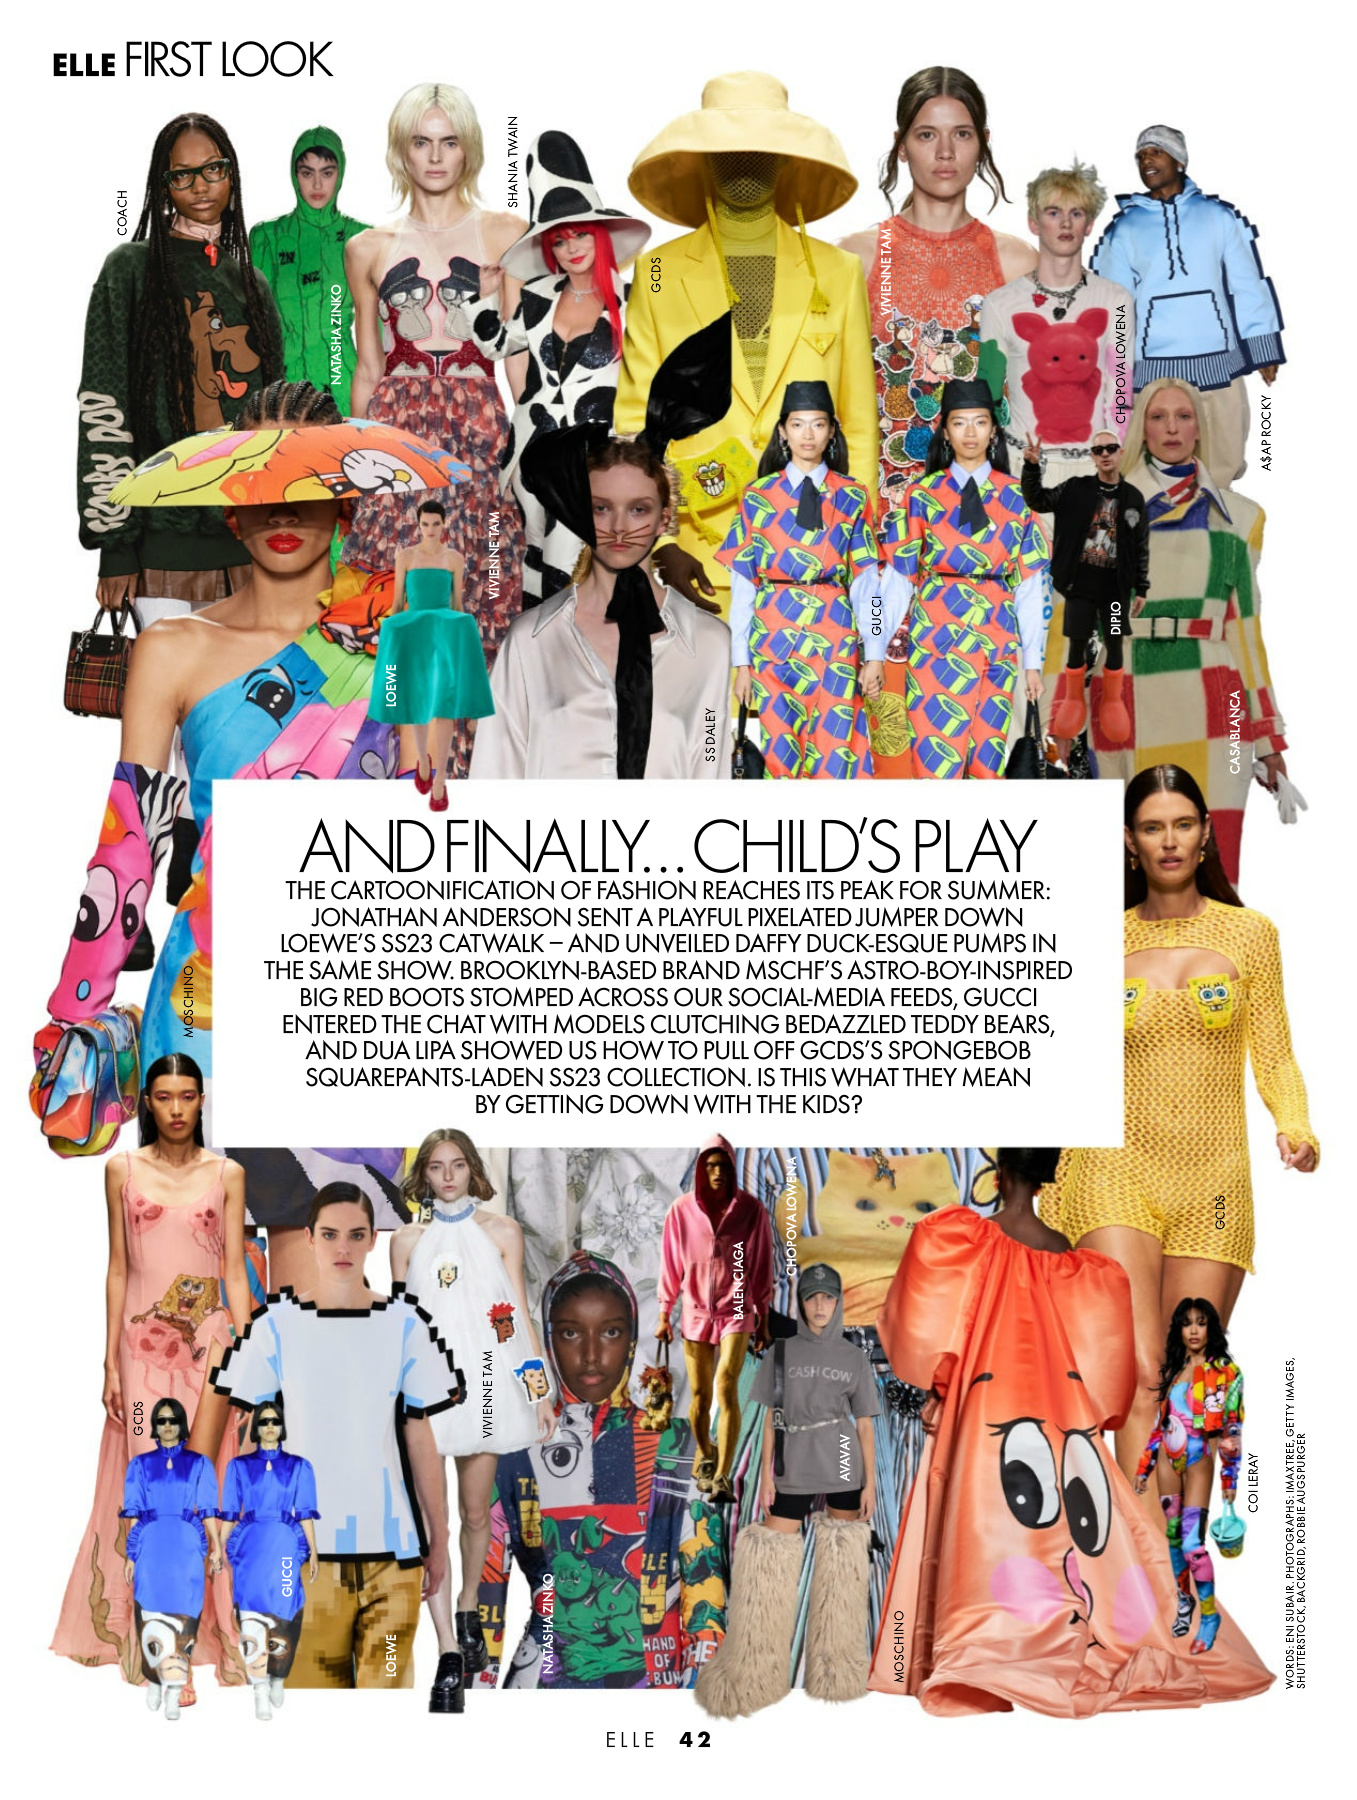 ELLE FIRST LOOK
COACH
NATASHA ZINKO
SHANIA TWAIN
GCDS
VIVIENNE TAM
CHOPOVA LOWENA
A$AP ROCKY
SCOOBY DOO
VIVIENNE TAM
LOEWE
SS DALEY
GUCCI
DIPLO
CASABLANCA
MOSCHINO
AND FINALLY... CHILD'S PLAY
THE CARTOONIFICATION OF FASHION REACHES ITS PEAK FOR SUMMER:
JONATHAN ANDERSON SENT A PLAYFUL PIXELATED JUMPER DOWN
LOEWE'S SS23 CATWALK – AND UNVEILED DAFFY DUCK-ESQUE PUMPS IN
THE SAME SHOW. BROOKLYN-BASED BRAND MSCHF'S ASTRO-BOY-INSPIRED
BIG RED BOOTS STOMPED ACROSS OUR SOCIAL-MEDIA FEEDS, GUCCI
ENTERED THE CHAT WITH MODELS CLUTCHING BEDAZZLED TEDDY BEARS,
AND DUA LIPA SHOWED US HOW TO PULL OFF GCDS'S SPONGEBOB
SQUAREPANTS-LADEN SS23 COLLECTION. IS THIS WHAT THEY MEAN
BY GETTING DOWN WITH THE KIDS?
GCDS
CHOPOVA LOWENA
BALENCIAGA
VIVIENNE TAM
GCDS
CASH COW
AVAVAV
COI LERAY
GUCCI
LOEWE
NATASHA ZINKO
HAND
OF
THE
MOSCHINO
WORDS: ENI SUBAIR. PHOTOGRAPHS: IMAXTREE, GETTY IMAGES,
SHUTTERSTOCK, BACKGRID, ROBBIE AUGSPURGER
ELLE 42